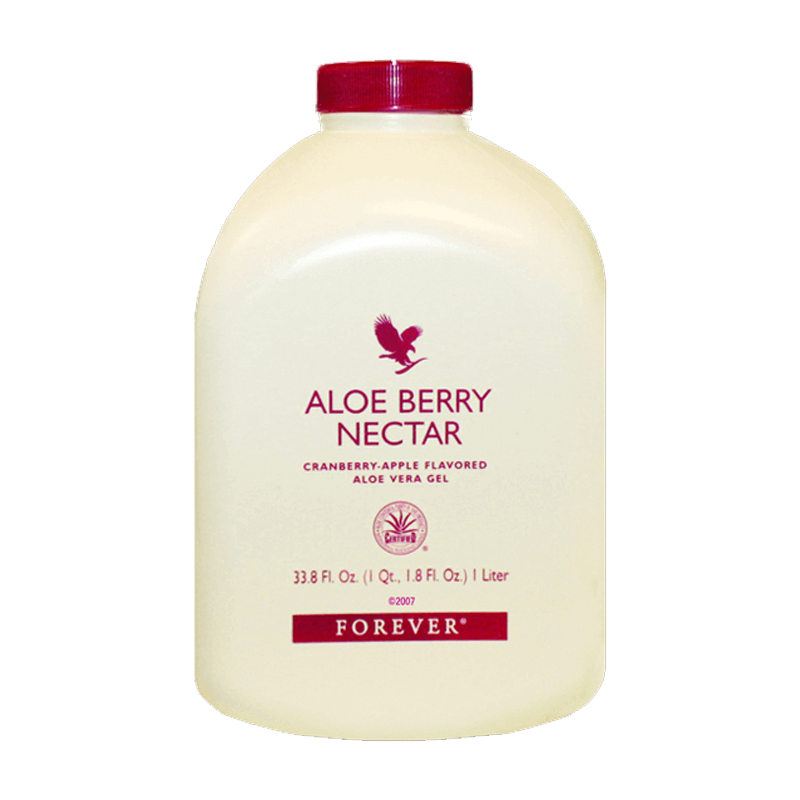 ALOE BERRY
NECTAR
CRANBERRY-APPLE FLAVORED
ALOE VERA GEL
CERTIFIED
®
33.8 Fl. Oz. (1 Qt., 1.8 Fl. Oz.) 1 Liter
©2007
FOREVER®